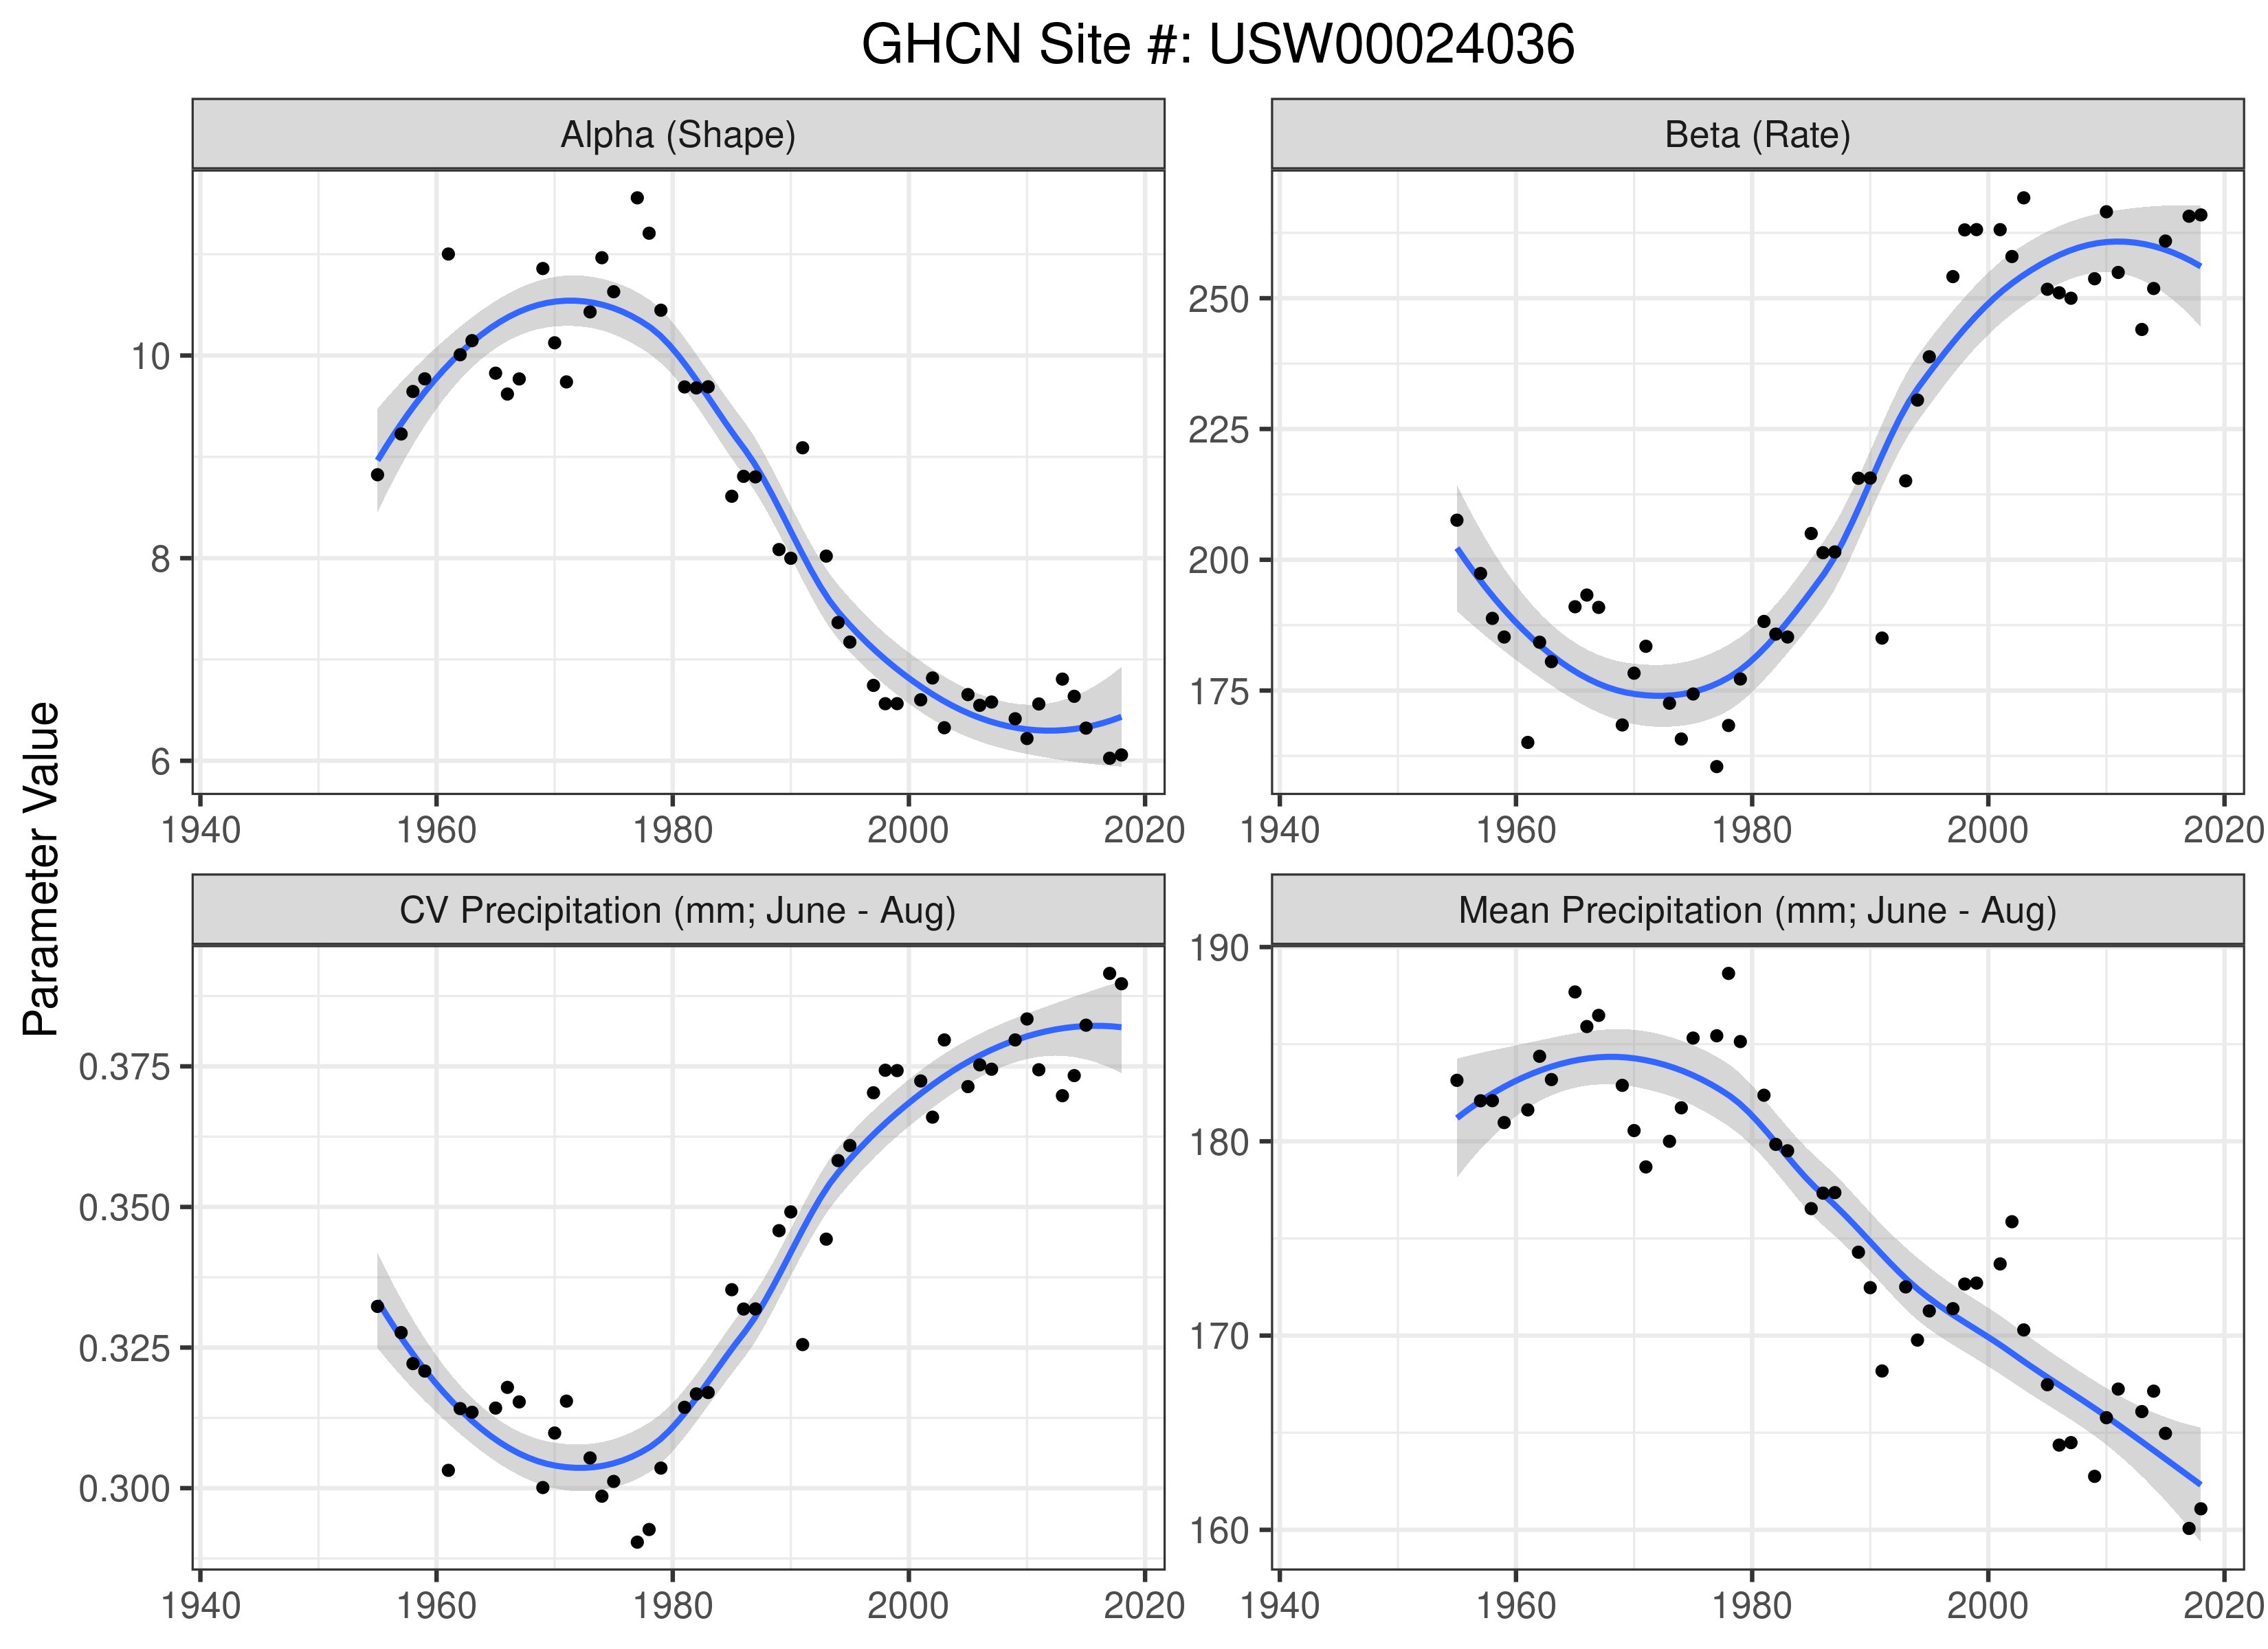 GHCN Site #: USW00024036
Alpha (Shape)
Beta (Rate)
10
8
6
1940 1960 1980 2000 2020
250
225
200
175
1940 1960 1980 2000 2020
Parameter Value
CV Precipitation (mm; June - Aug)
Mean Precipitation (mm; June - Aug)
0.375
0.350
0.325
0.300
1940 1960 1980 2000 2020
190
180
170
160
1940 1960 1980 2000 2020